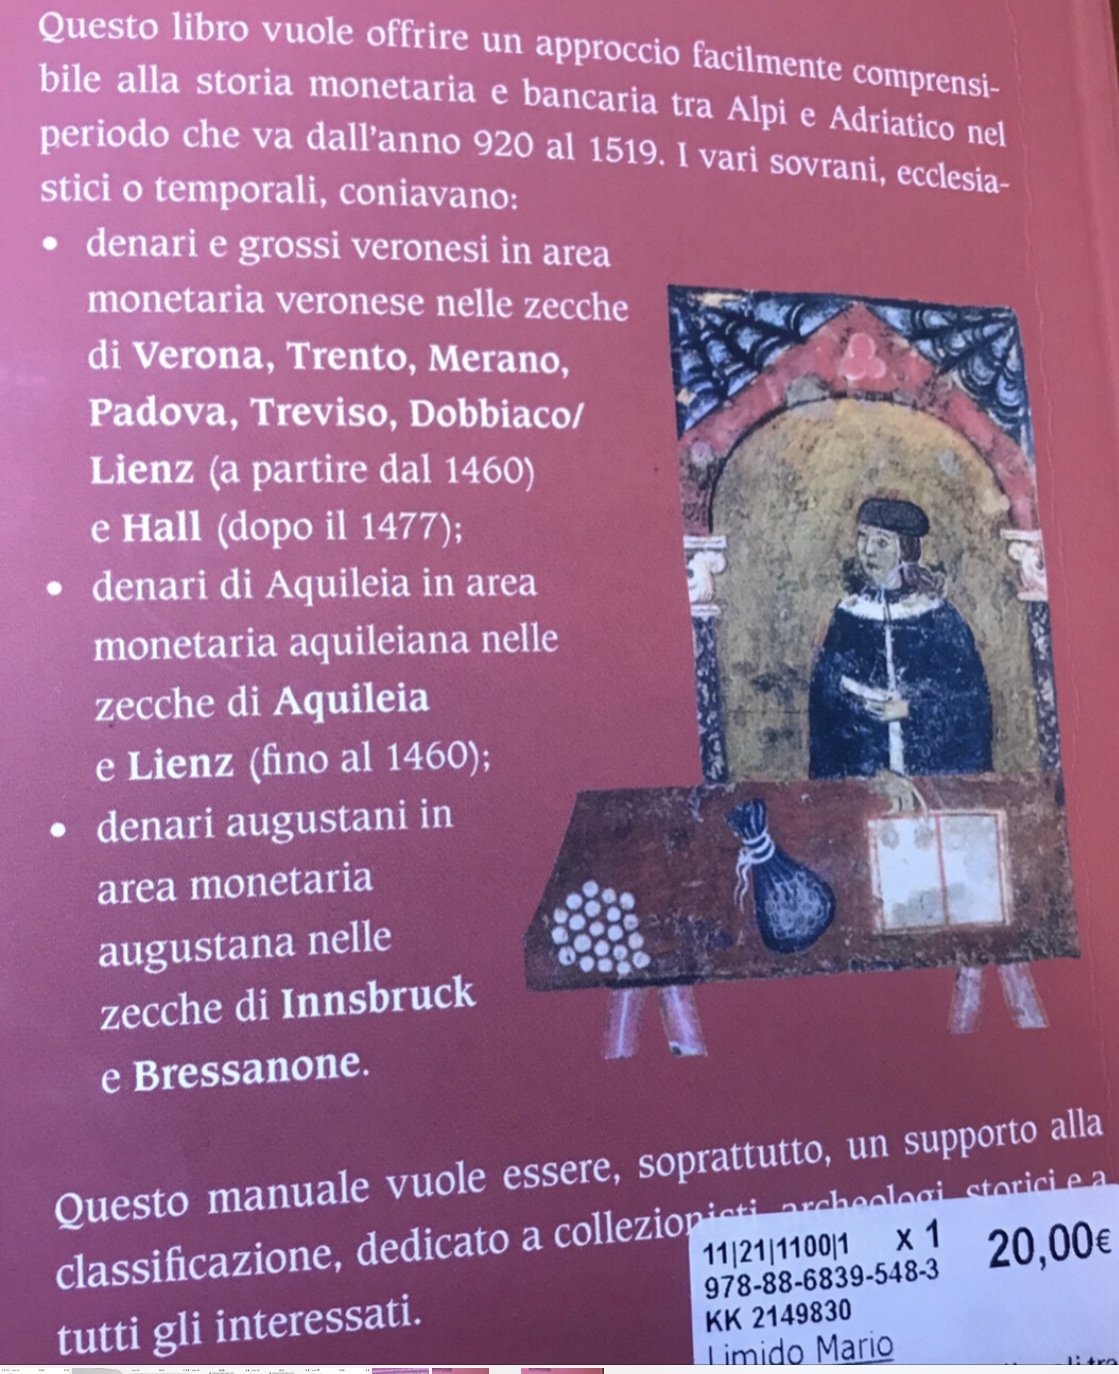 Questo libro vuole offrire un approccio facilmente comprensi-
bile alla storia monetaria e bancaria tra Alpi e Adriatico nel
periodo che va dall'anno 920 al 1519. I vari sovrani, ecclesia-
stici o temporali, coniavano:
• denari e grossi veronesi in area
monetaria veronese nelle zecche
di Verona, Trento, Merano,
Padova, Treviso, Dobbiaco/
Lienz (a partire dal 1460)
e Hall (dopo il 1477);
• denari di Aquileia in area
monetaria aquileiana nelle
zecche di Aquileia
e Lienz (fino al 1460);
• denari augustani in
area monetaria
augustana nelle
zecche di Innsbruck
e Bressanone.
Questo manuale vuole essere, soprattutto, un supporto alla
classificazione, dedicato a collezionisti, archeologi, storici e a
tutti gli interessati.
11|21|1100|1 x 1 20,00€
978-88-6839-548-3
KK 2149830
Limido Mario